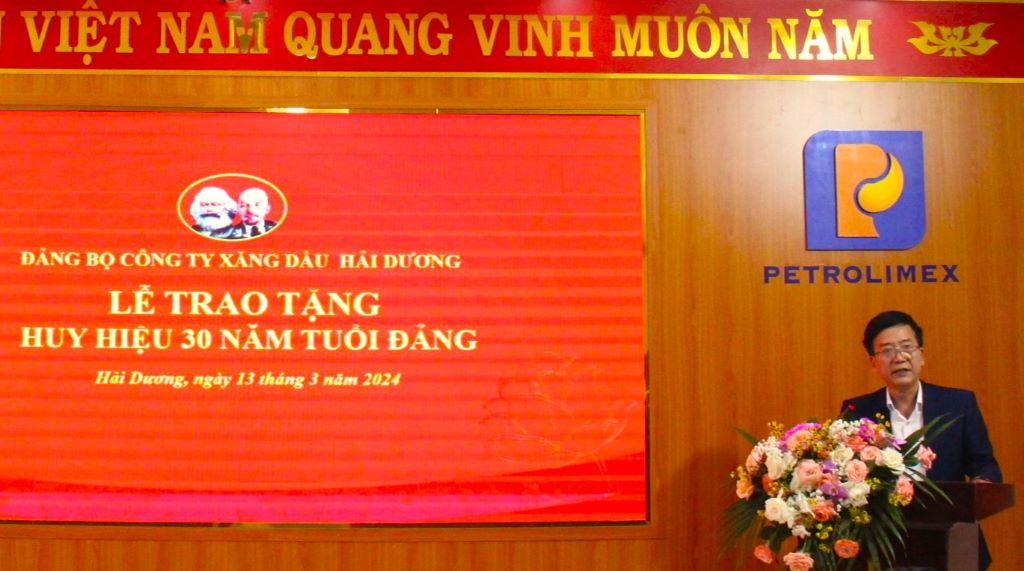 VIỆT NAM QUANG VINH MUÔN NĂM
PETROLIMEX
ĐẢNG BỘ CÔNG TY XĂNG DẦU HẢI DƯƠNG
LỄ TRAO TẶNG
HUY HIỆU 30 NĂM TUỔI ĐẢNG
Hải Dương, ngày 13 tháng 3 năm 2024